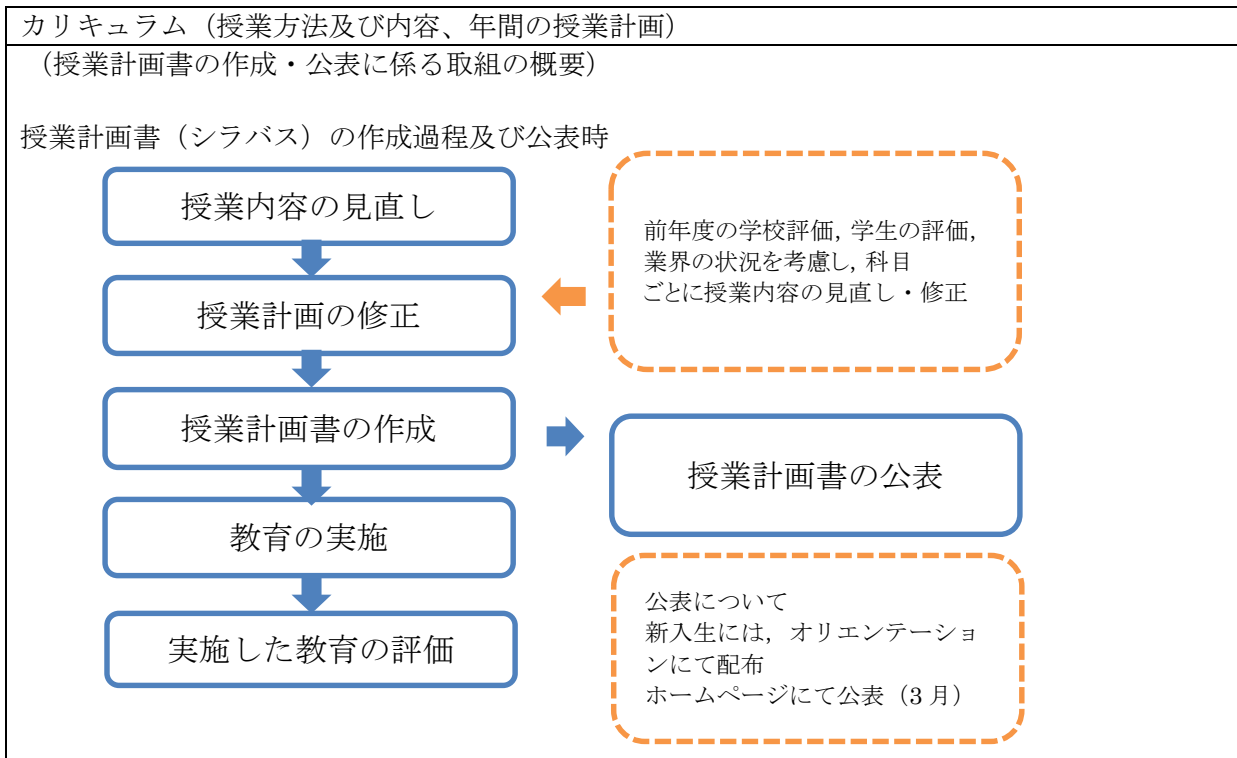 カリキュラム（授業方法及び内容、年間の授業計画）
（授業計画書の作成・公表に係る取組の概要）
授業計画書（シラバス）の作成過程及び公表時
授業内容の見直し
授業計画の修正
前年度の学校評価, 学生の評価,
業界の状況を考慮し, 科目
ごとに授業内容の見直し・修正
授業計画書の作成
授業計画書の公表
教育の実施
実施した教育の評価
公表について
新入生には，オリエンテーショ
ンにて配布
ホームページにて公表（3 月）